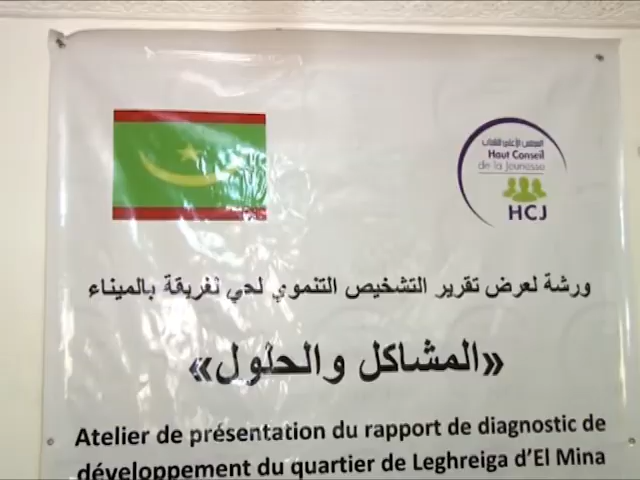 المجلس الأعلى للشباب
Haut Conseil
de la Jeunesse
HCJ
ورشة لعرض تقرير التشخيص التنموي لحي لغريقة بالميناء
«المشاكل والحلول»
Atelier de présentation du rapport de diagnostic de
développement du quartier de Leghreiga d'El Mina